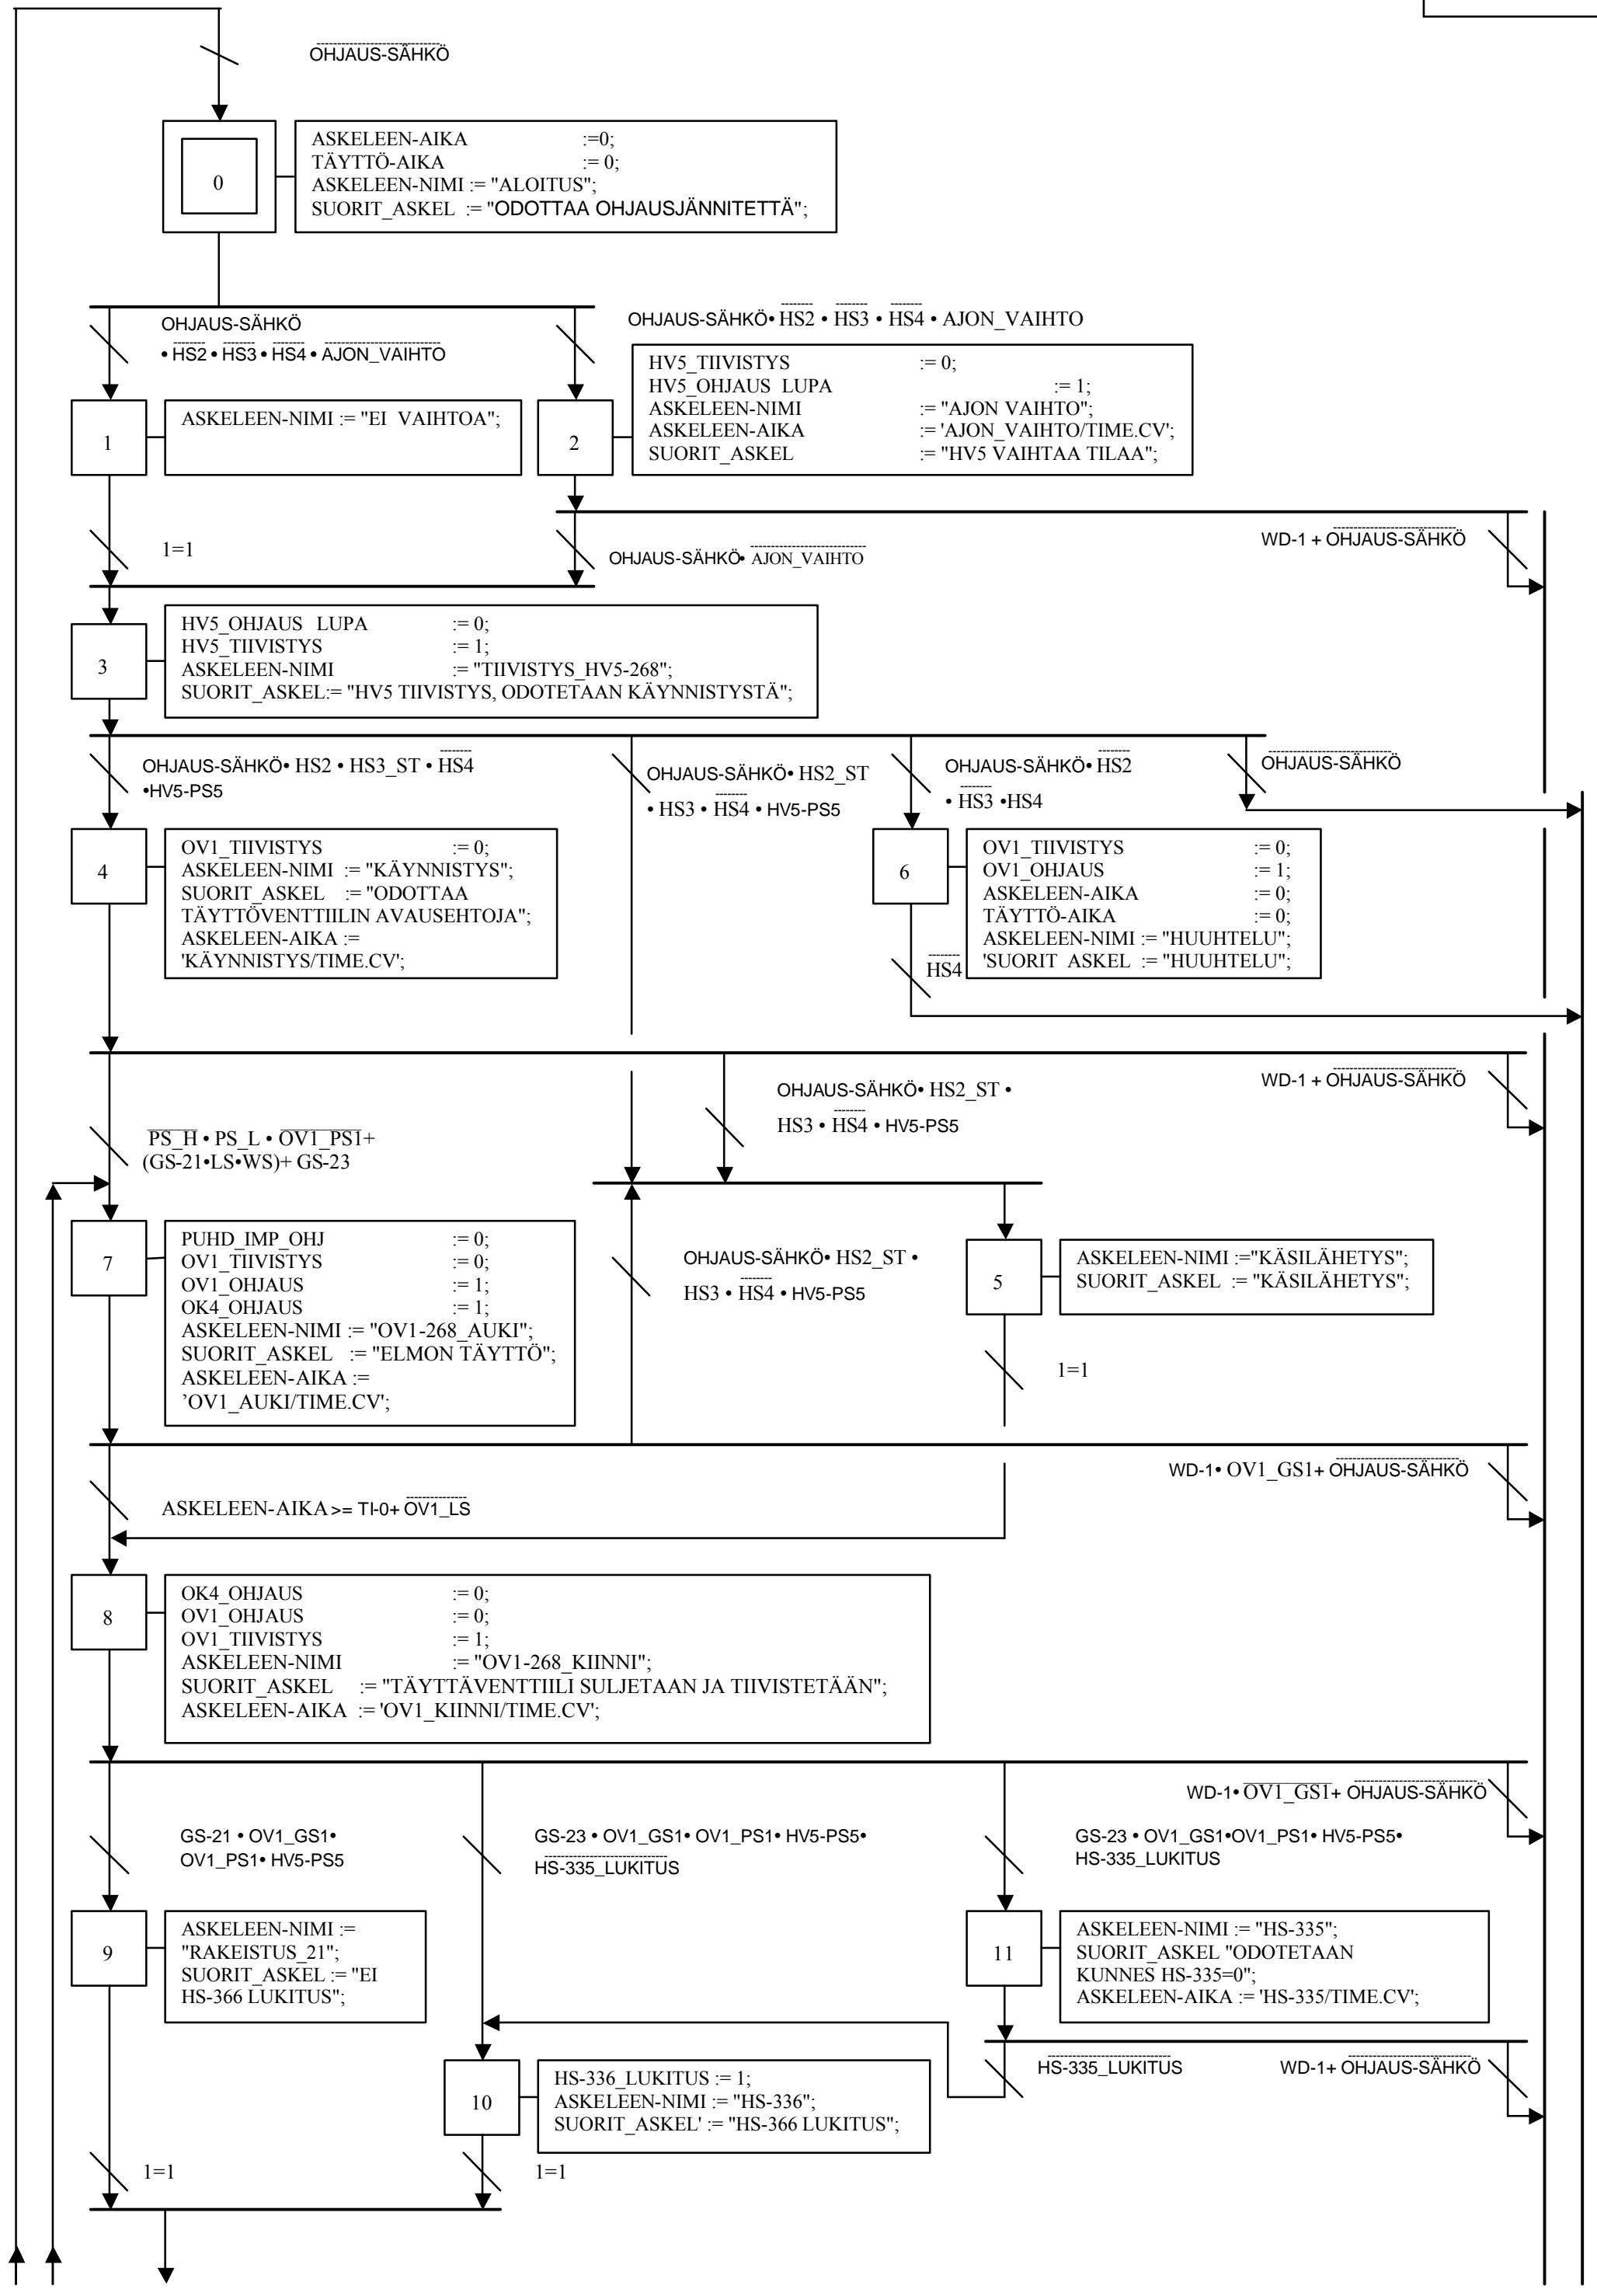 OHJAUS-SÄHKÖ
0
ASKELEEN-AIKA :=0;
TÄYTTÖ-AIKA := 0;
ASKELEEN-NIMI := "ALOITUS";
SUORIT_ASKEL := "ODOTTAA OHJAUSJÄNNITETTÄ";
OHJAUS-SÄHKÖ
• HS2 • HS3 • HS4 • AJON_VAIHTO
OHJAUS-SÄHKÖ• HS2 • HS3 • HS4 • AJON_VAIHTO
1
ASKELEEN-NIMI := "EI VAIHTOA";
2
HV5_TIIVISTYS := 0;
HV5_OHJAUS LUPA := 1;
ASKELEEN-NIMI := "AJON VAIHTO";
ASKELEEN-AIKA := 'AJON_VAIHTO/TIME.CV';
SUORIT_ASKEL := "HV5 VAIHTAA TILAA";
1=1
OHJAUS-SÄHKÖ• AJON_VAIHTO
WD-1 + OHJAUS-SÄHKÖ
3
HV5_OHJAUS LUPA := 0;
HV5_TIIVISTYS := 1;
ASKELEEN-NIMI := "TIIVISTYS_HV5-268";
SUORIT_ASKEL:= "HV5 TIIVISTYS, ODOTETAAN KÄYNNISTYSTÄ";
OHJAUS-SÄHKÖ• HS2 • HS3_ST • HS4
•HV5-PS5
OHJAUS-SÄHKÖ• HS2_ST
• HS3 • HS4 • HV5-PS5
OHJAUS-SÄHKÖ• HS2
• HS3 •HS4
OHJAUS-SÄHKÖ
4
OV1_TIIVISTYS := 0;
ASKELEEN-NIMI := "KÄYNNISTYS";
SUORIT_ASKEL := "ODOTTAA
TÄYTTÖVENTTIILIN AVAUSEHTOJA";
ASKELEEN-AIKA :=
'KÄYNNISTYS/TIME.CV';
6
OV1_TIIVISTYS := 0;
OV1_OHJAUS := 1;
ASKELEEN-AIKA := 0;
TÄYTTÖ-AIKA := 0;
ASKELEEN-NIMI := "HUUHTELU";
'SUORIT ASKEL := "HUUHTELU";
HS4
PS_H • PS_L • OV1_PS1+
(GS-21•LS•WS)+ GS-23
OHJAUS-SÄHKÖ• HS2_ST •
HS3 • HS4 • HV5-PS5
WD-1 + OHJAUS-SÄHKÖ
7
PUHD_IMP_OHJ := 0;
OV1_TIIVISTYS := 0;
OV1_OHJAUS := 1;
OK4_OHJAUS := 1;
ASKELEEN-NIMI := "OV1-268_AUKI";
SUORIT_ASKEL := "ELMON TÄYTTÖ";
ASKELEEN-AIKA :=
’OV1_AUKI/TIME.CV';
OHJAUS-SÄHKÖ• HS2_ST •
HS3 • HS4 • HV5-PS5
5
ASKELEEN-NIMI :="KÄSILÄHETYS";
SUORIT_ASKEL := "KÄSILÄHETYS";
1=1
ASKELEEN-AIKA >= TI-0+ OV1_LS
WD-1• OV1_GS1+ OHJAUS-SÄHKÖ
8
OK4_OHJAUS := 0;
OV1_OHJAUS := 0;
OV1_TIIVISTYS := 1;
ASKELEEN-NIMI := "OV1-268_KIINNI";
SUORIT_ASKEL := "TÄYTTÄVENTTIILI SULJETAAN JA TIIVISTETÄÄN";
ASKELEEN-AIKA := 'OV1_KIINNI/TIME.CV';
WD-1• OV1_GS1+ OHJAUS-SÄHKÖ
GS-21 • OV1_GS1•
OV1_PS1• HV5-PS5
GS-23 • OV1_GS1• OV1_PS1• HV5-PS5•
HS-335_LUKITUS
GS-23 • OV1_GS1•OV1_PS1• HV5-PS5•
HS-335_LUKITUS
9
ASKELEEN-NIMI :=
"RAKEISTUS_21";
SUORIT_ASKEL := "EI
HS-366 LUKITUS";
11
ASKELEEN-NIMI := "HS-335";
SUORIT_ASKEL "ODOTETAAN
KUNNES HS-335=0";
ASKELEEN-AIKA := 'HS-335/TIME.CV';
HS-335_LUKITUS
WD-1+ OHJAUS-SÄHKÖ
10
HS-336_LUKITUS := 1;
ASKELEEN-NIMI := "HS-336";
SUORIT_ASKEL' := "HS-366 LUKITUS";
1=1
1=1